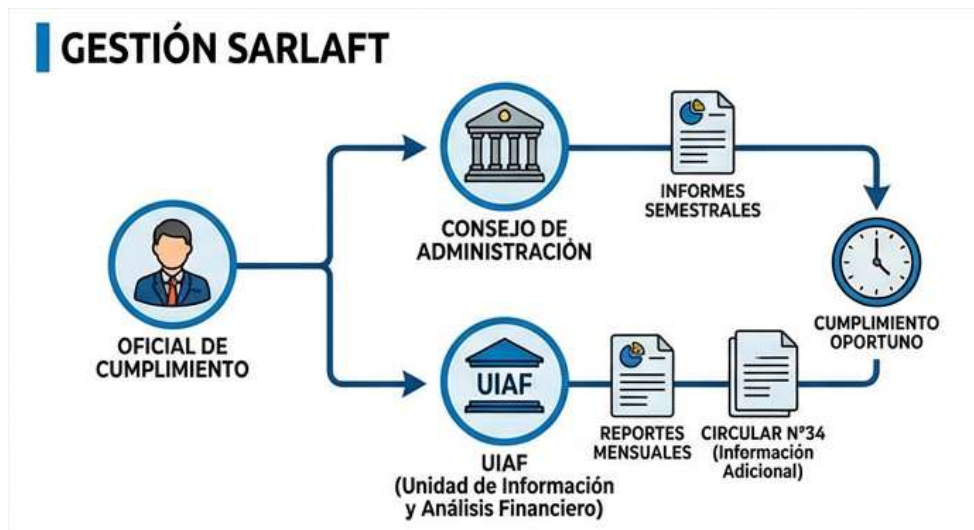 GESTIÓN SARLAFT
CONSEJO DE
ADMINISTRACIÓN
INFORMES
SEMESTRALES
OFICIAL DE
CUMPLIMIENTO
CUMPLIMIENTO
OPORTUNO
UIAF
UIAF
(Unidad de Información
y Análisis Financiero)
REPORTES
MENSUALES
CIRCULAR Nº34
(Información
Adicional)